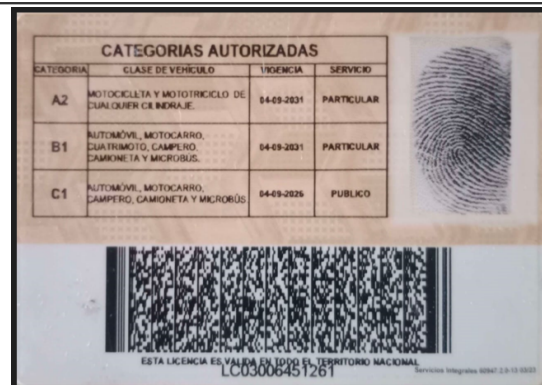 CATEGORIAS AUTORIZADAS
CATEGORIA CLASE DE VEHÍCULO VIGENCIA SERVICIO
A2 MOTOCICLETA Y MOTOTRICICLO DE CUALQUIER CILINDRAJE. 04-09-2031 PARTICULAR
B1 AUTOMÓVIL, MOTOCARRO, CUATRIMOTO, CAMPERO, CAMIONETA Y MICROBÚS. 04-09-2031 PARTICULAR
C1 AUTOMÓVIL, MOTOCARRO, CAMPERO, CAMIONETA Y MICROBÚS 04-09-2026 PUBLICO
ESTA LICENCIA ES VALIDA EN TODO EL TERRITORIO NACIONAL
LC03006451261
Servicios Integrales